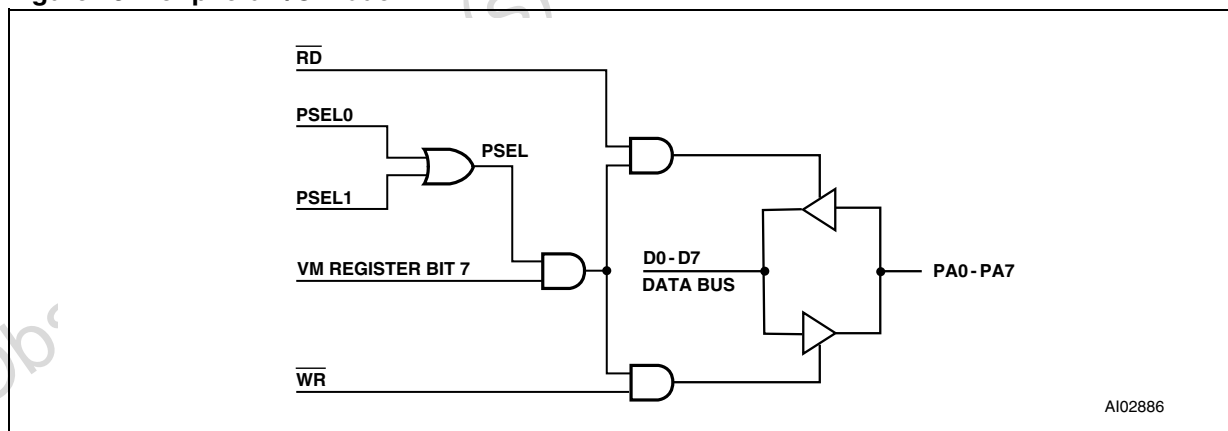 RD
PSEL0
PSEL
PSEL1
VM REGISTER BIT 7
D0-D7
DATA BUS
PA0-PA7
WR
AI02886